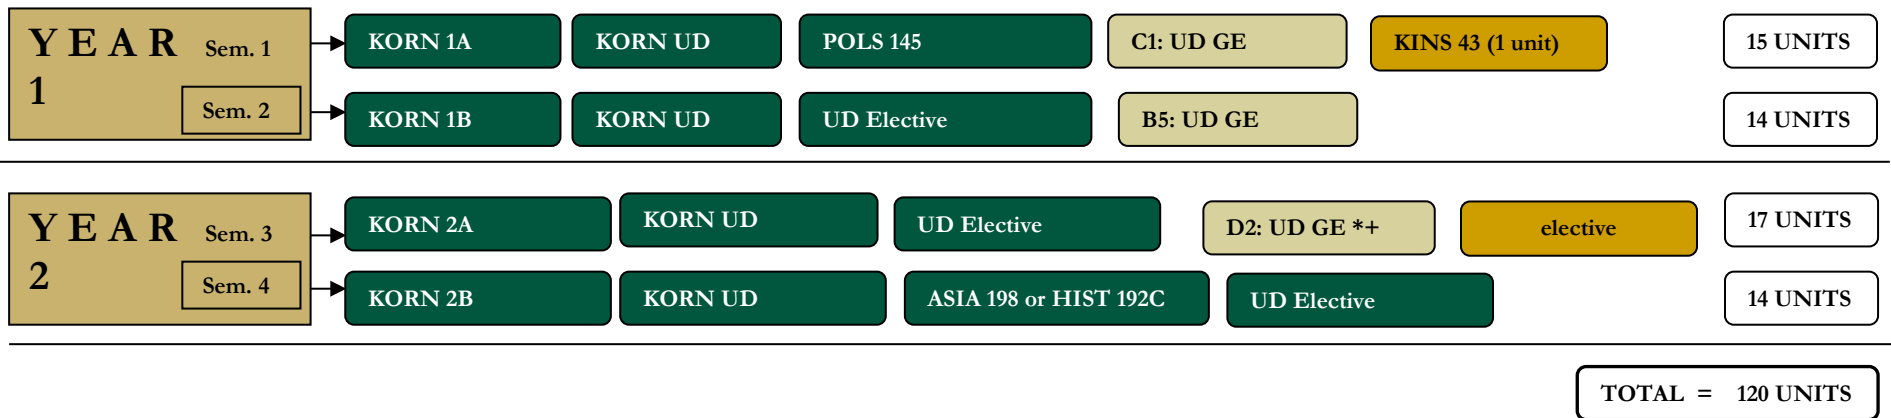 Y E A R Sem. 1 KORN 1A KORN UD POLS 145 C1: UD GE KINS 43 (1 unit) 15 UNITS
1
Sem. 2 KORN 1B KORN UD UD Elective B5: UD GE 14 UNITS
Y E A R Sem. 3 KORN 2A KORN UD UD Elective D2: UD GE *+ elective 17 UNITS
2
Sem. 4 KORN 2B KORN UD ASIA 198 or HIST 192C UD Elective 14 UNITS
TOTAL = 120 UNITS